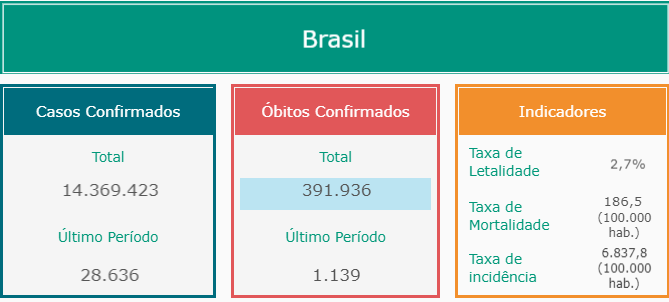 Brasil
Casos Confirmados
Total
14.369.423
Último Período
28.636
Óbitos Confirmados
Total
391.936
Último Período
1.139
Indicadores
Taxa de
Letalidade
2,7%
Taxa de
Mortalidade
186,5
(100.000
hab.)
Taxa de
incidência
6.837,8
(100.000
hab.)